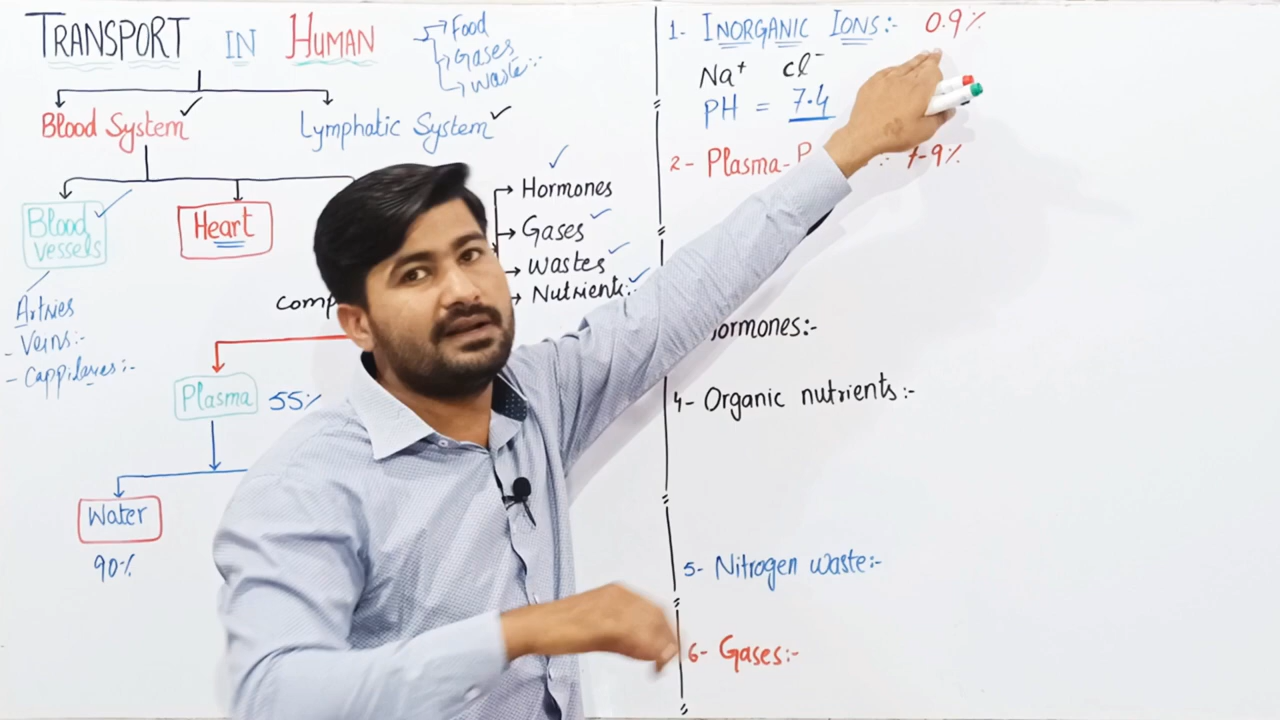 TRANSPORT IN HUMAN
Food
Gases
Waste:-
Blood System
Lymphatic System
Blood vessels
Heart
Artries
- Veins:-
- Cappilaries:-
Hormones
Gases
Wastes
Nutrients:-
Comp
Plasma 55%
Water
90%
1- INORGANIC IONS:- 0.9%
Na+ cl-
PH = 7.4
2- Plasma-P :- 7-9%
ormones:-
4- Organic nutrients:-
5- Nitrogen waste:-
6- Gases:-